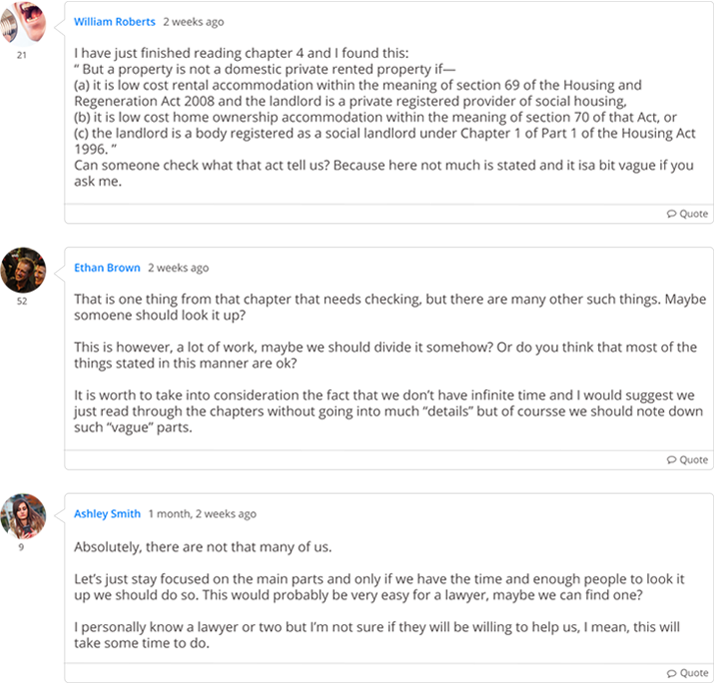 William Roberts 2 weeks ago
21
I have just finished reading chapter 4 and I found this:
“ But a property is not a domestic private rented property if—
(a) it is low cost rental accommodation within the meaning of section 69 of the Housing and
Regeneration Act 2008 and the landlord is a private registered provider of social housing,
(b) it is low cost home ownership accommodation within the meaning of section 70 of that Act, or
(c) the landlord is a body registered as a social landlord under Chapter 1 of Part 1 of the Housing Act
1996. “
Can someone check what that act tell us? Because here not much is stated and it isa bit vague if you
ask me.
Quote
Ethan Brown 2 weeks ago
52
That is one thing from that chapter that needs checking, but there are many other such things. Maybe
somoene should look it up?
This is however, a lot of work, maybe we should divide it somehow? Or do you think that most of the
things stated in this manner are ok?
It is worth to take into consideration the fact that we don’t have infinite time and I would suggest we
just read through the chapters without going into much “details” but of coursse we should note down
such “vague” parts.
Quote
Ashley Smith 1 month, 2 weeks ago
9
Absolutely, there are not that many of us.
Let’s just stay focused on the main parts and only if we have the time and enough people to look it
up we should do so. This would probably be very easy for a lawyer, maybe we can find one?
I personally know a lawyer or two but I’m not sure if they will be willing to help us, I mean, this will
take some time to do.
Quote